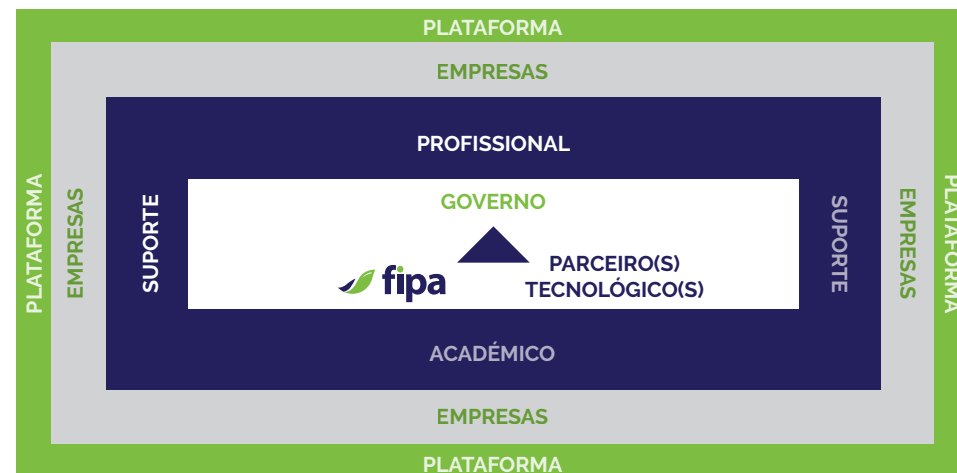 PLATAFORMA
EMPRESAS
PROFISSIONAL
PLATAFORMA
EMPRESAS
SUPORTE
GOVERNO
fipa
PARCEIRO(S)
TECNOLÓGICO(S)
SUPORTE
EMPRESAS
PLATAFORMA
ACADÉMICO
EMPRESAS
PLATAFORMA